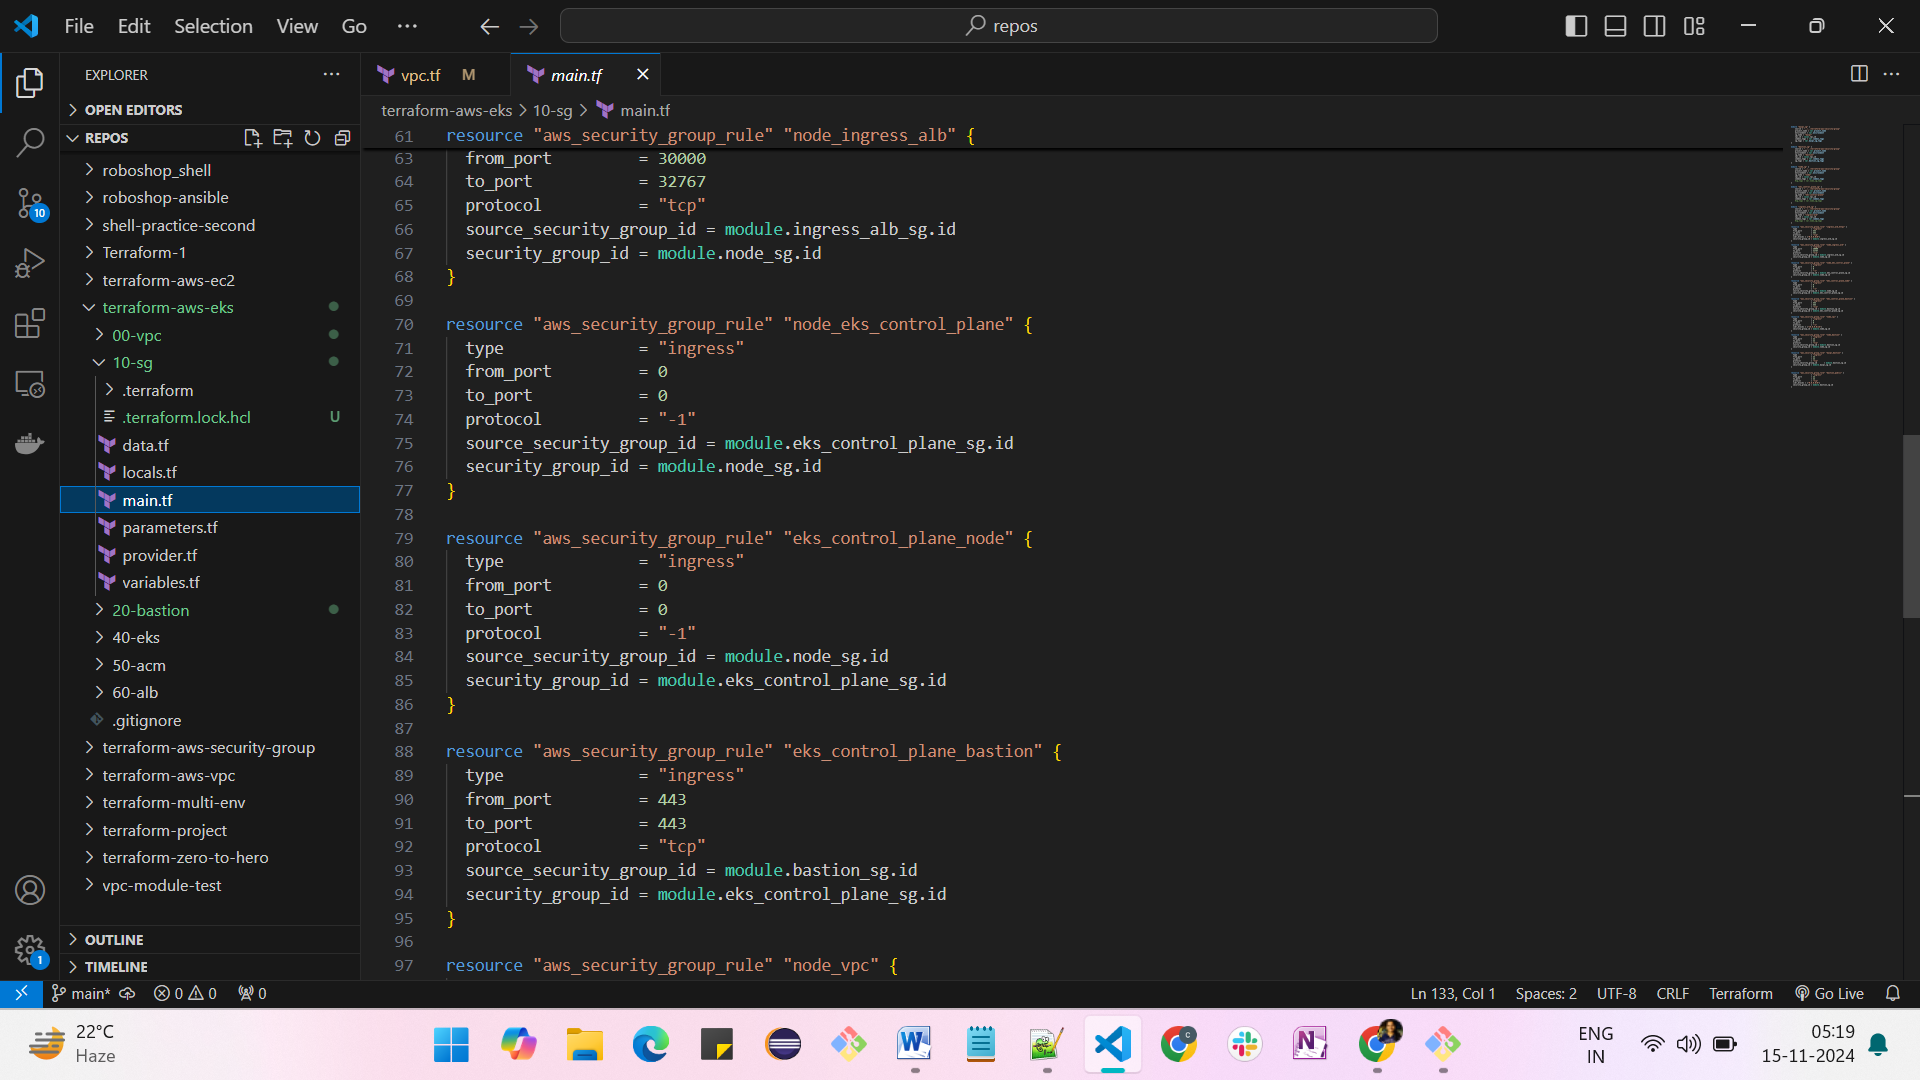 File Edit Selection View Go ··· repos
EXPLORER
OPEN EDITORS
REPOS
roboshop_shell
roboshop-ansible
shell-practice-second
Terraform-1
terraform-aws-ec2
terraform-aws-eks
00-vpc
10-sg
.terraform
.terraform.lock.hcl U
data.tf
locals.tf
main.tf
parameters.tf
provider.tf
variables.tf
20-bastion
40-eks
50-acm
60-alb
.gitignore
terraform-aws-security-group
terraform-aws-vpc
terraform-multi-env
terraform-project
terraform-zero-to-hero
vpc-module-test
OUTLINE
TIMELINE
10
1
vpc.tf M main.tf
terraform-aws-eks > 10-sg > main.tf
61 resource "aws_security_group_rule" "node_ingress_alb" {
63 from_port = 30000
64 to_port = 32767
65 protocol = "tcp"
66 source_security_group_id = module.ingress_alb_sg.id
67 security_group_id = module.node_sg.id
68 }
69
70 resource "aws_security_group_rule" "node_eks_control_plane" {
71 type = "ingress"
72 from_port = 0
73 to_port = 0
74 protocol = "-1"
75 source_security_group_id = module.eks_control_plane_sg.id
76 security_group_id = module.node_sg.id
77 }
78
79 resource "aws_security_group_rule" "eks_control_plane_node" {
80 type = "ingress"
81 from_port = 0
82 to_port = 0
83 protocol = "-1"
84 source_security_group_id = module.node_sg.id
85 security_group_id = module.eks_control_plane_sg.id
86 }
87
88 resource "aws_security_group_rule" "eks_control_plane_bastion" {
89 type = "ingress"
90 from_port = 443
91 to_port = 443
92 protocol = "tcp"
93 source_security_group_id = module.bastion_sg.id
94 security_group_id = module.eks_control_plane_sg.id
95 }
96
97 resource "aws_security_group_rule" "node_vpc" {
main* 0 0 0 Ln 133, Col 1 Spaces: 2 UTF-8 CRLF Terraform Go Live
22°C
Haze
ENG
IN
05:19
15-11-2024